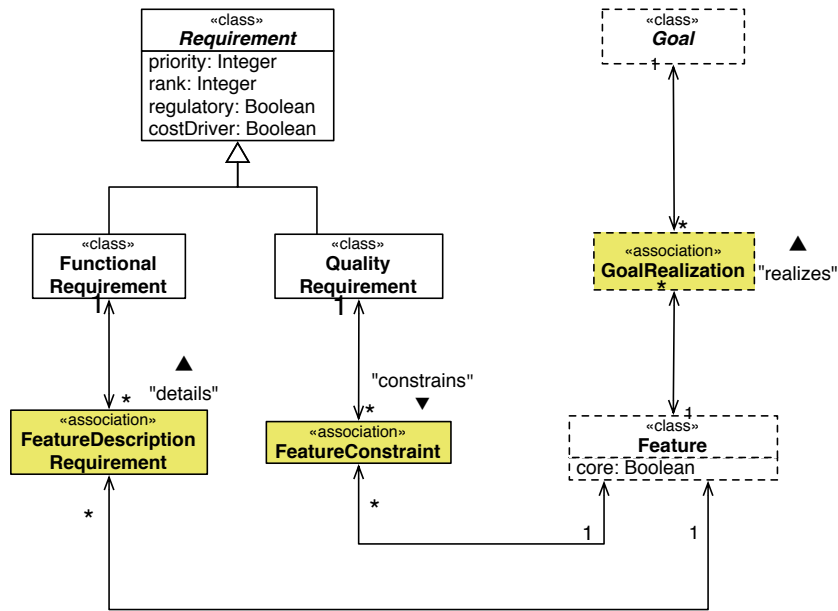 «class»
Requirement
priority: Integer
rank: Integer
regulatory: Boolean
costDriver: Boolean
«class»
Goal
1
«class»
Functional
Requirement
1
«class»
Quality
Requirement
1
*
«association»
GoalRealization
*
▲
"realizes"
▲
"details"
*
"constrains"
▼
*
«association»
FeatureDescription
Requirement
*
«association»
FeatureConstraint
*
1
«class»
Feature
core: Boolean
1
1